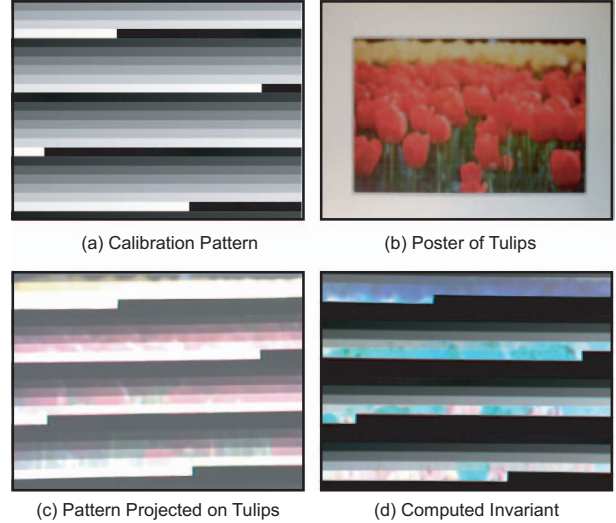 (a) Calibration Pattern
(b) Poster of Tulips
(c) Pattern Projected on Tulips
(d) Computed Invariant